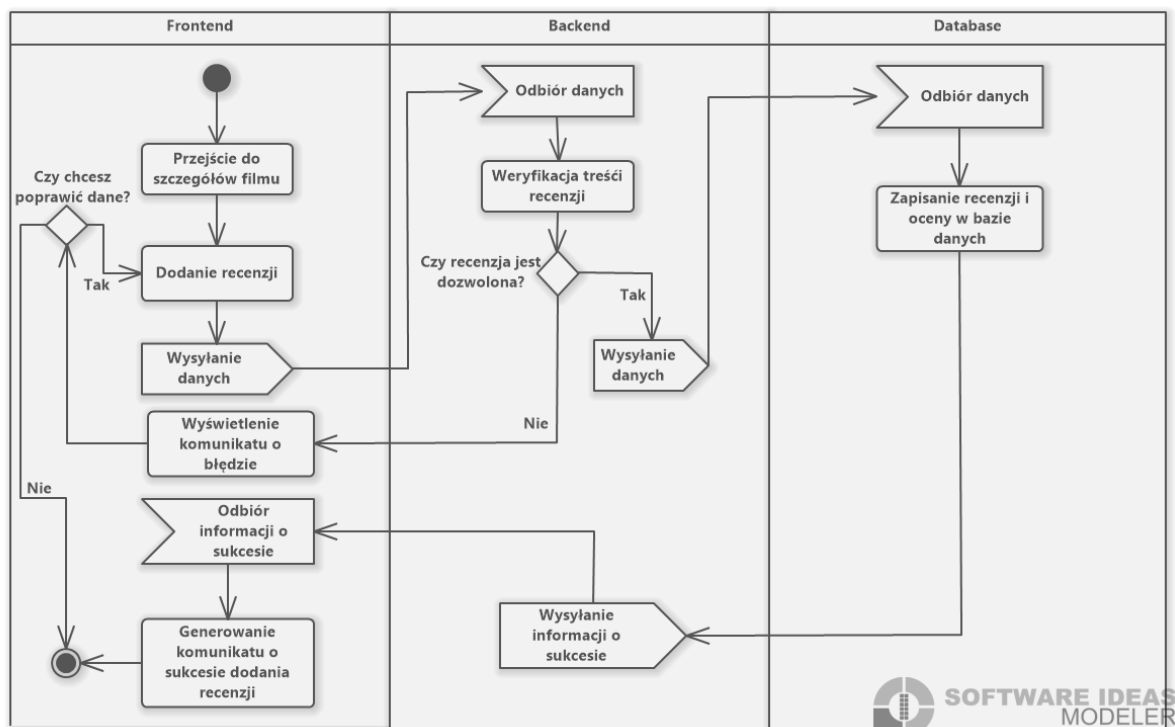 Frontend
Backend
Database
Przejście do
szczegółów filmu
Czy chcesz
poprawić dane?
Tak
Nie
Dodanie recenzji
Wysyłanie
danych
Wyświetlenie
komunikatu o
błędzie
Odbiór
informacji o
sukcesie
Generowanie
komunikatu o
sukcesie dodania
recenzji
Odbiór danych
Weryfikacja treśći
recenzji
Czy recenzja jest
dozwolona?
Tak
Nie
Wysyłanie
danych
Wysyłanie
informacji o
sukcesie
Odbiór danych
Zapisanie recenzji i
oceny w bazie
danych
SOFTWARE IDEAS
MODELER